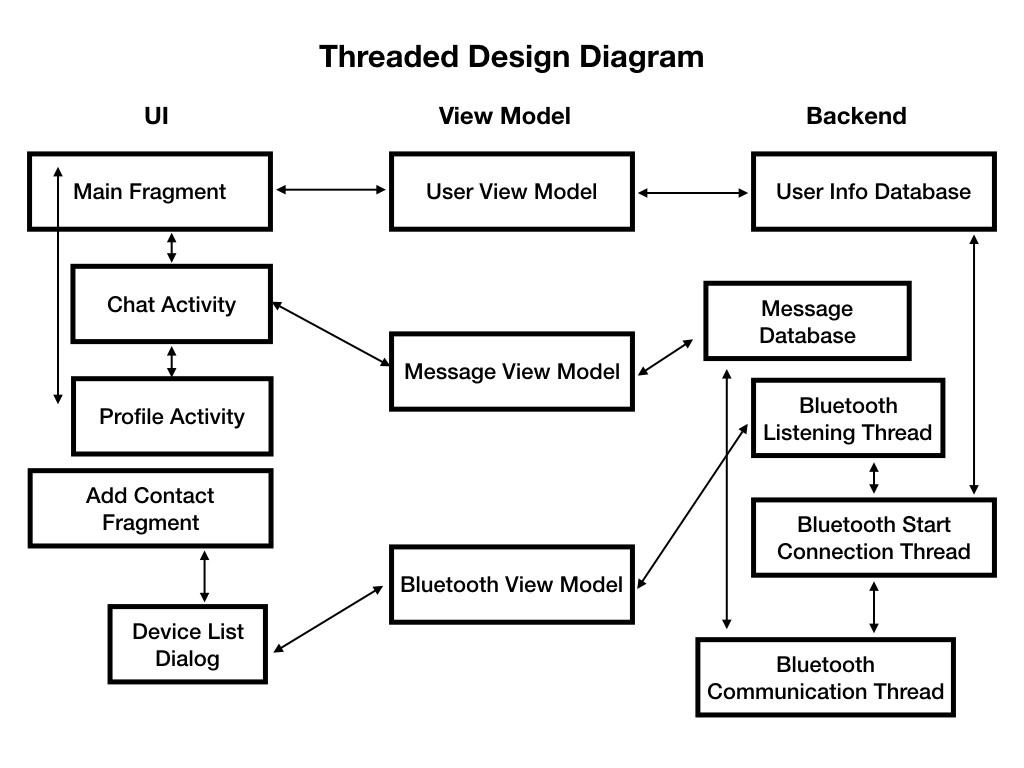 Threaded Design Diagram
UI
View Model
Backend
Main Fragment
User View Model
User Info Database
Chat Activity
Message
Database
Message View Model
Profile Activity
Bluetooth
Listening Thread
Add Contact
Fragment
Bluetooth Start
Connection Thread
Bluetooth View Model
Device List
Dialog
Bluetooth
Communication Thread